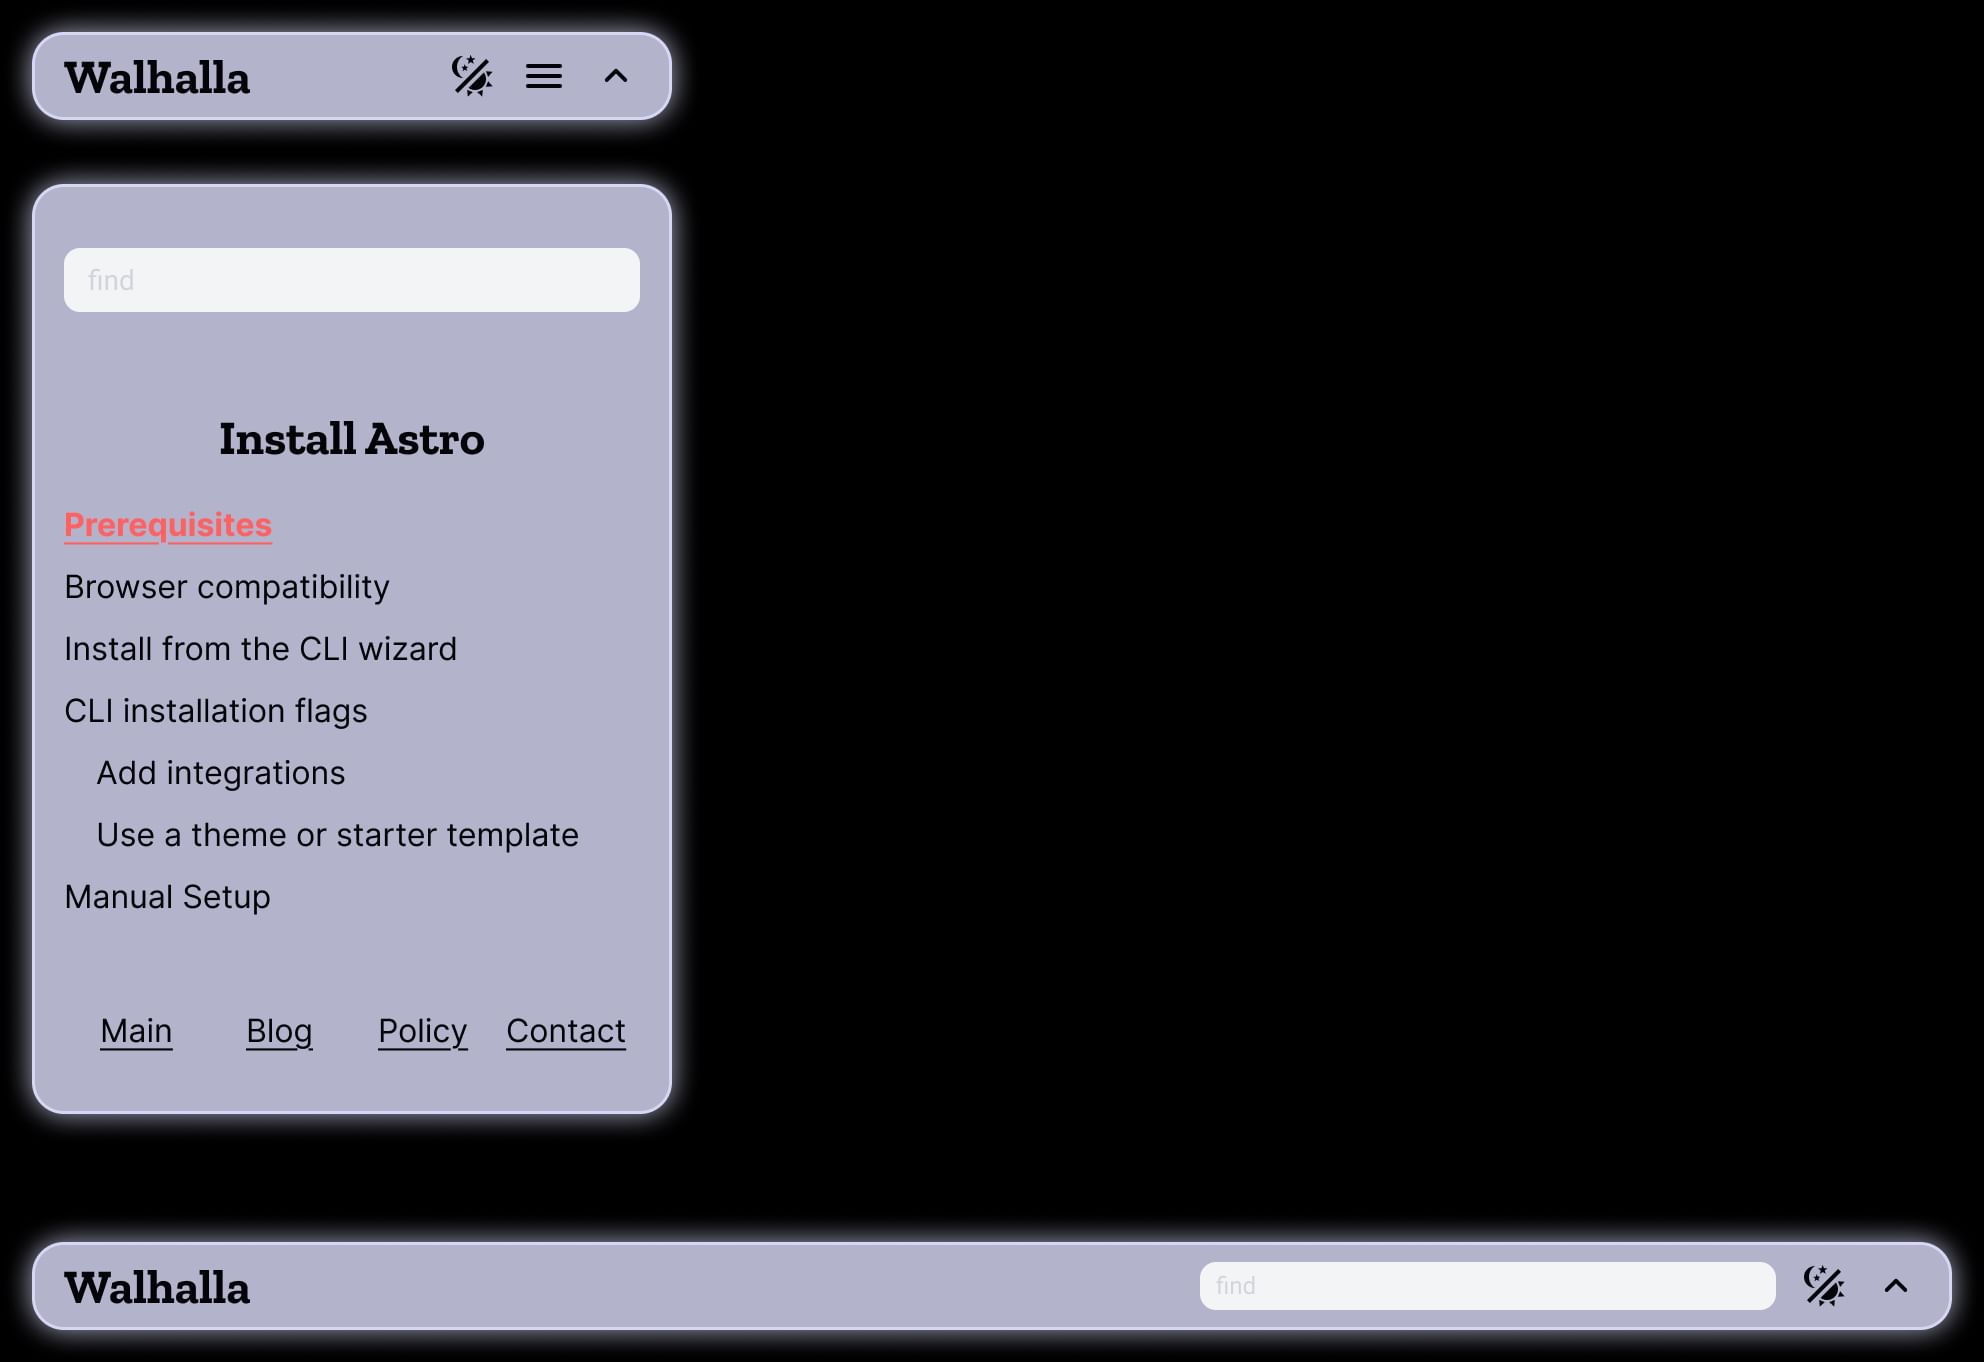 Walhalla
find
Install Astro
Prerequisites
Browser compatibility
Install from the CLI wizard
CLI installation flags
Add integrations
Use a theme or starter template
Manual Setup
Main Blog Policy Contact
Walhalla find